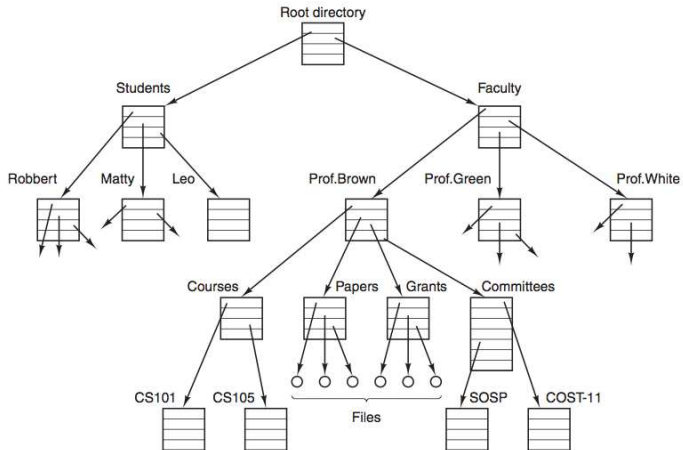 Root directory
Students
Faculty
Robbert
Matty
Leo
Prof.Brown
Prof.Green
Prof.White
Courses
Papers
Grants
Committees
CS101
CS105
Files
SOSP
COST-11